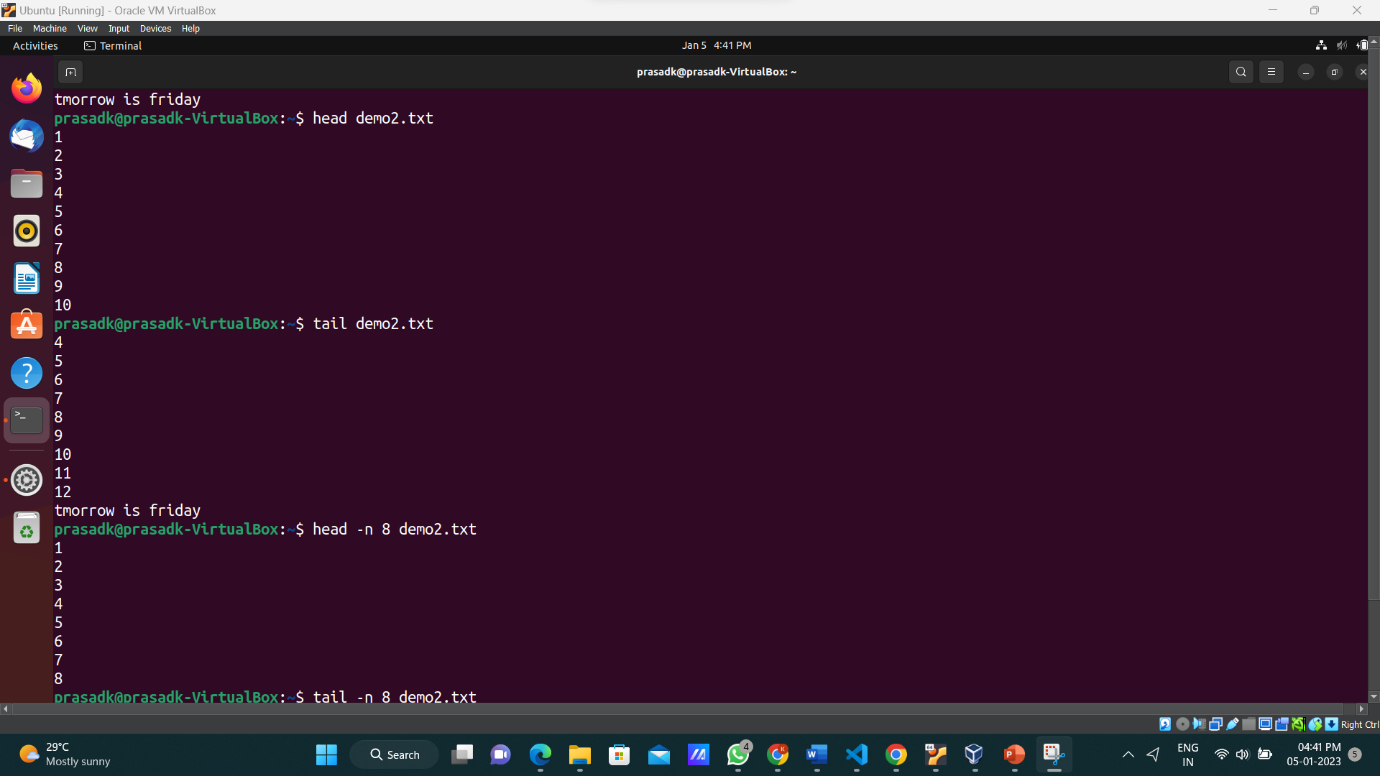 Ubuntu [Running] - Oracle VM VirtualBox
File Machine View Input Devices Help
Activities Terminal Jan 5 4:41 PM
prasadk@prasadk-VirtualBox: ~
tmorrow is friday
prasadk@prasadk-VirtualBox:~$ head demo2.txt
1
2
3
4
5
6
7
8
9
10
prasadk@prasadk-VirtualBox:~$ tail demo2.txt
4
5
6
7
8
9
10
11
12
tmorrow is friday
prasadk@prasadk-VirtualBox:~$ head -n 8 demo2.txt
1
2
3
4
5
6
7
8
prasadk@prasadk-VirtualBox:~$ tail -n 8 demo2.txt
Right Ctrl
29°C
Mostly sunny
Search
4
ENG
IN
04:41 PM
05-01-2023
5